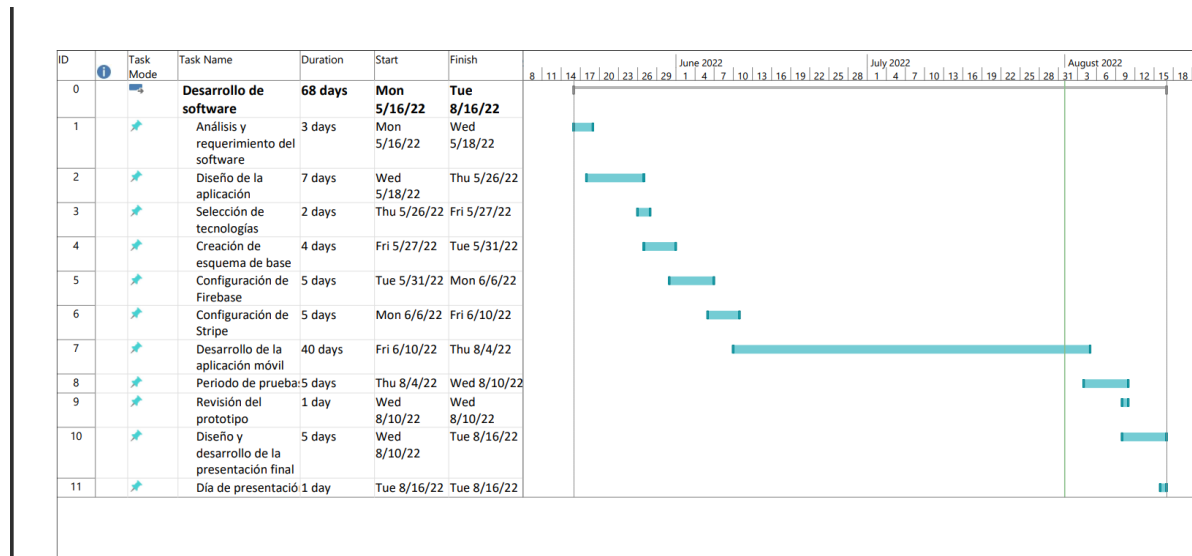 ID Task Mode Task Name Duration Start Finish
June 2022 July 2022 August 2022
8 11 14 17 20 23 26 29 1 4 7 10 13 16 19 22 25 28 1 4 7 10 13 16 19 22 25 28 31 3 6 9 12 15 18
0 Desarrollo de software 68 days Mon 5/16/22 Tue 8/16/22
1 Análisis y requerimiento del software 3 days Mon 5/16/22 Wed 5/18/22
2 Diseño de la aplicación 7 days Wed 5/18/22 Thu 5/26/22
3 Selección de tecnologías 2 days Thu 5/26/22 Fri 5/27/22
4 Creación de esquema de base 4 days Fri 5/27/22 Tue 5/31/22
5 Configuración de Firebase 5 days Tue 5/31/22 Mon 6/6/22
6 Configuración de Stripe 5 days Mon 6/6/22 Fri 6/10/22
7 Desarrollo de la aplicación móvil 40 days Fri 6/10/22 Thu 8/4/22
8 Periodo de prueba 5 days Thu 8/4/22 Wed 8/10/22
9 Revisión del prototipo 1 day Wed 8/10/22 Wed 8/10/22
10 Diseño y desarrollo de la presentación final 5 days Wed 8/10/22 Tue 8/16/22
11 Día de presentació 1 day Tue 8/16/22 Tue 8/16/22